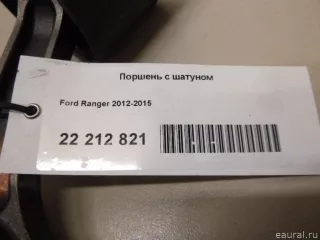 Поршень с шатуном
Ford Ranger 2012-2015
22 212 821
eaural.ru